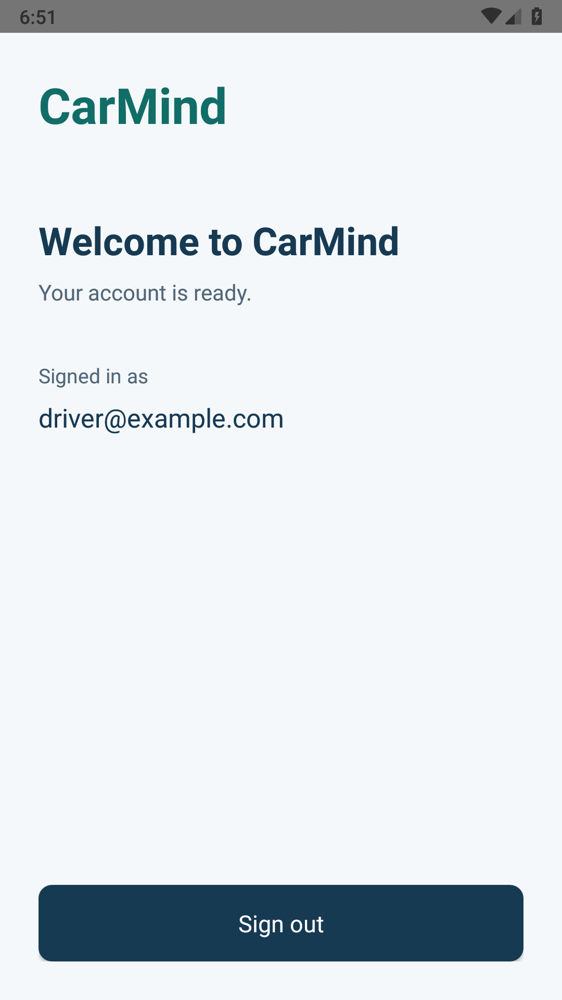 6:51
CarMind
Welcome to CarMind
Your account is ready.
Signed in as
driver@example.com
Sign out